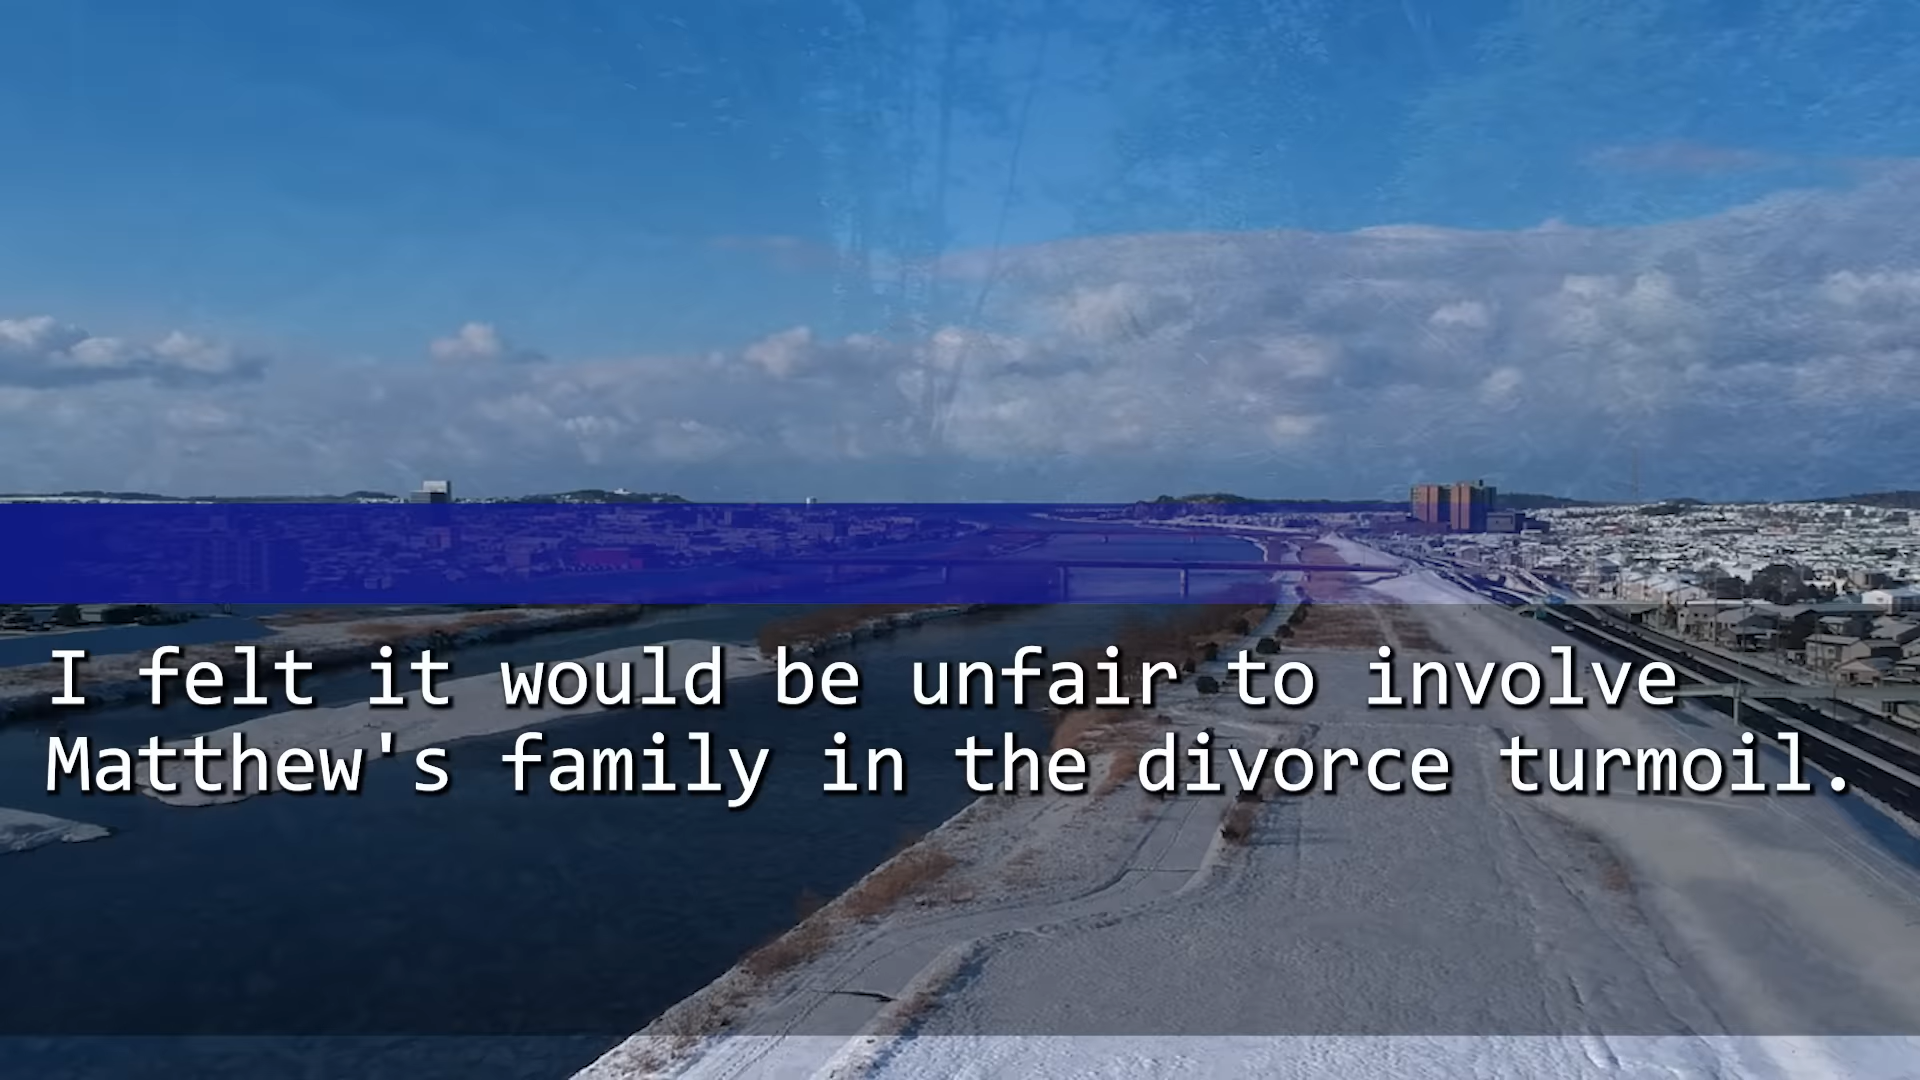 I felt it would be unfair to involve
Matthew's family in the divorce turmoil.